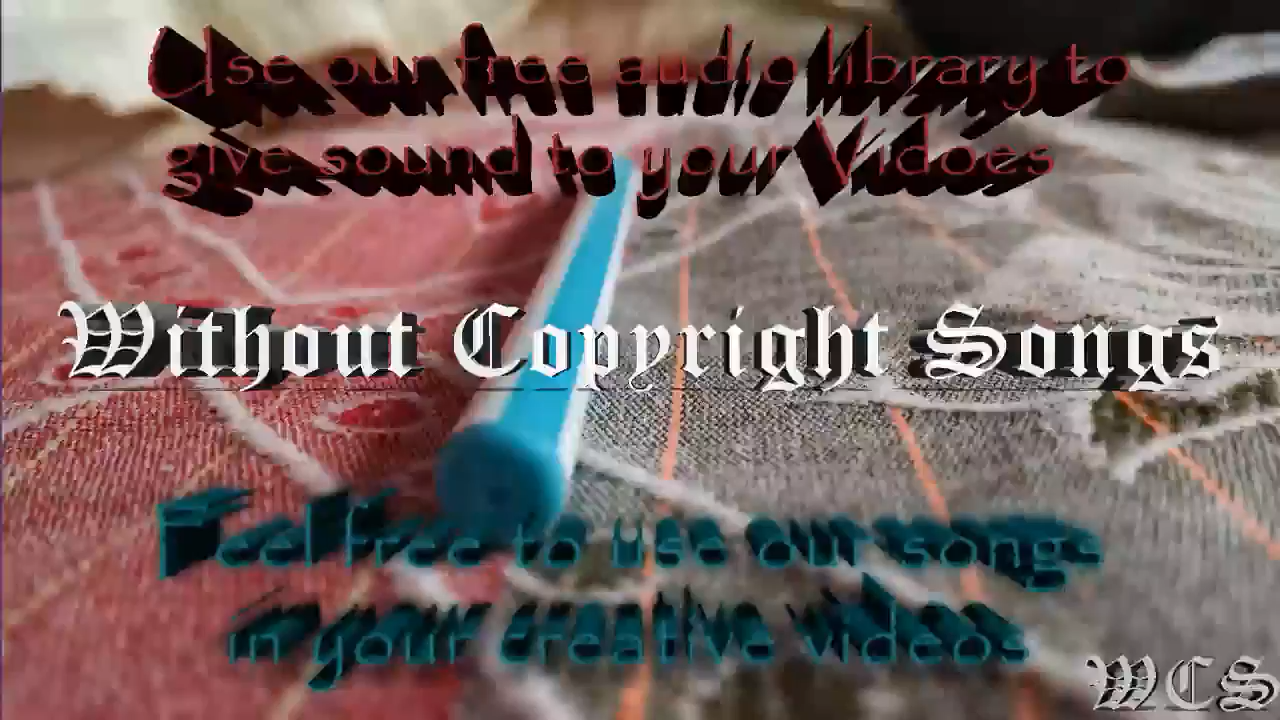 Use our free audio library to
give sound to your Vidoes
Without Copyright Songs
Feel free to use our songs
in your creative videos
WCS